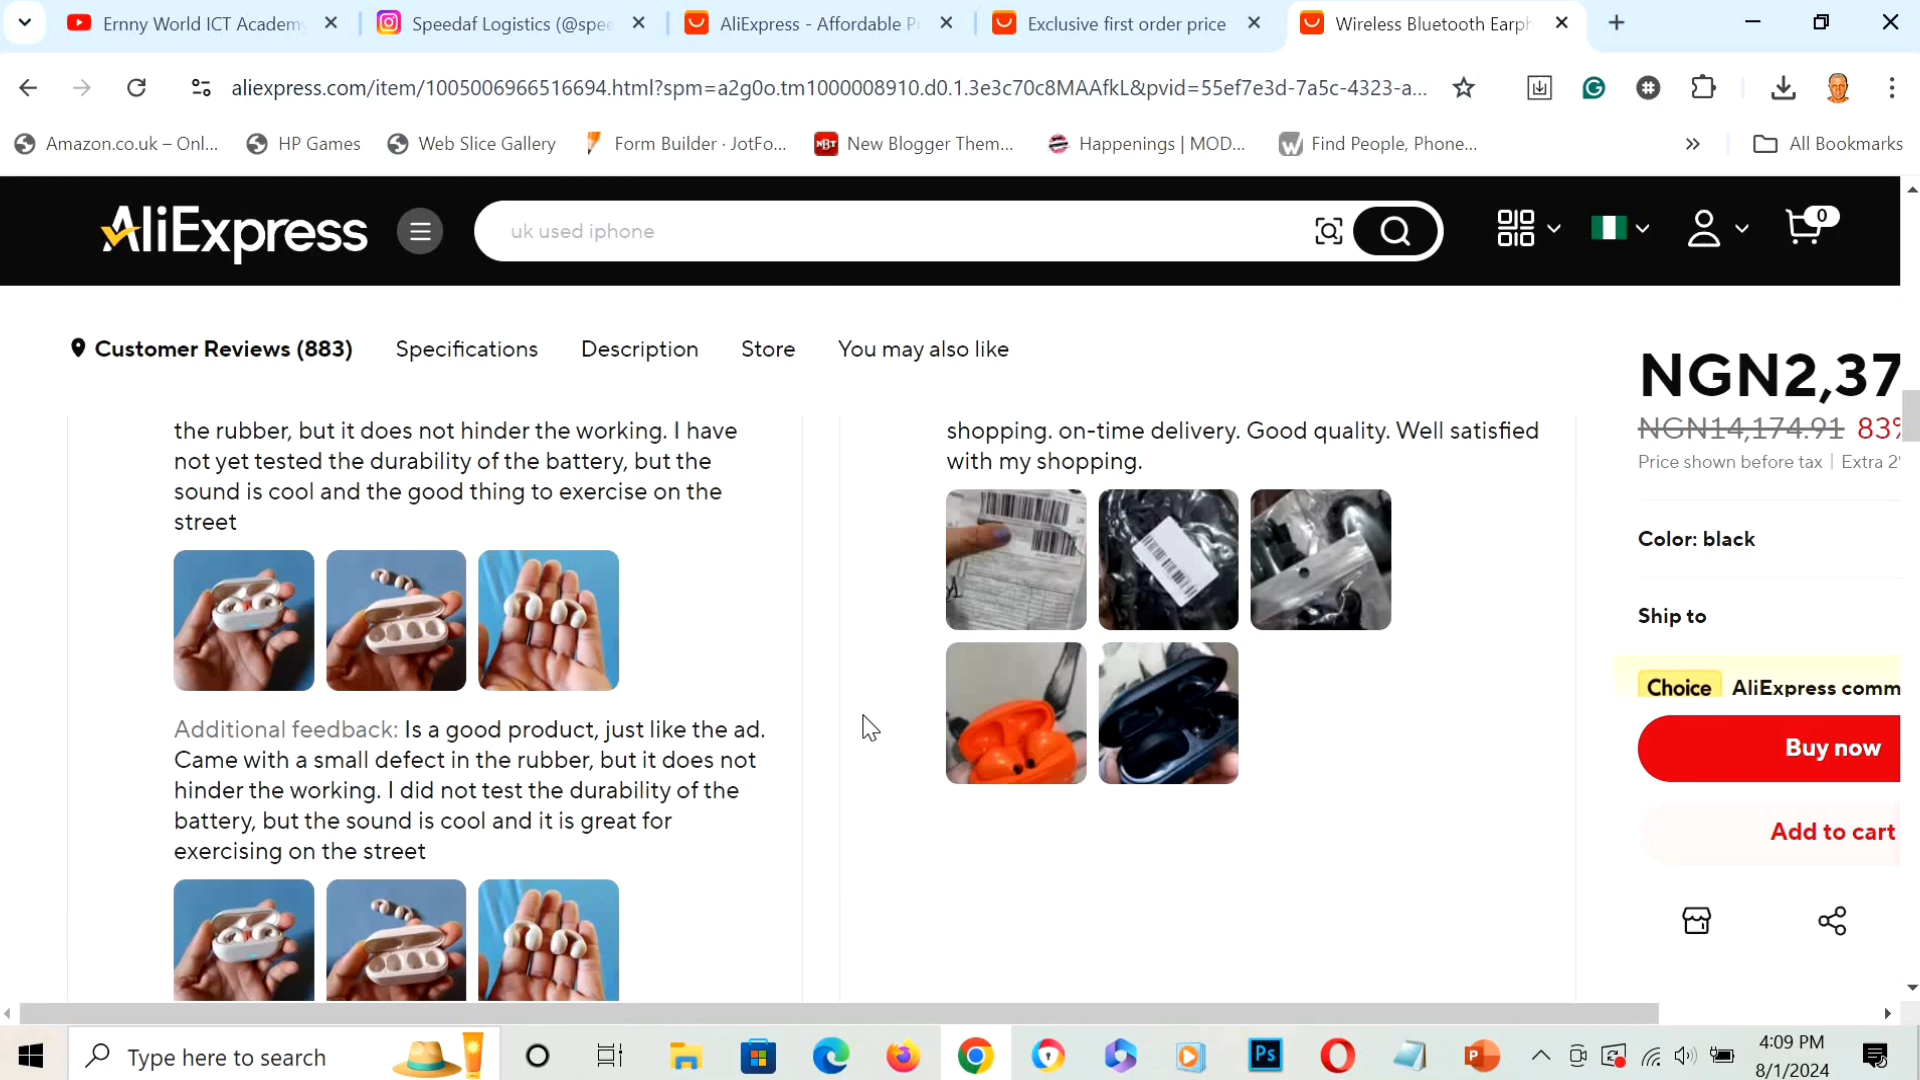 Ernny World ICT Academy
Speedaf Logistics (@spee
AliExpress - Affordable P
Exclusive first order price
Wireless Bluetooth Earph
aliexpress.com/item/1005006966516694.html?spm=a2g0o.tm1000008910.d0.1.3e3c70c8MAAfkL&pvid=55ef7e3d-7a5c-4323-a...
Amazon.co.uk – Onl...
HP Games
Web Slice Gallery
Form Builder · JotFo...
NBT
New Blogger Them...
Happenings | MOD...
Find People, Phone...
All Bookmarks
AliExpress
uk used iphone
0
Customer Reviews (883)
Specifications
Description
Store
You may also like
the rubber, but it does not hinder the working. I have
not yet tested the durability of the battery, but the
sound is cool and the good thing to exercise on the
street
Additional feedback: Is a good product, just like the ad.
Came with a small defect in the rubber, but it does not
hinder the working. I did not test the durability of the
battery, but the sound is cool and it is great for
exercising on the street
shopping. on-time delivery. Good quality. Well satisfied
with my shopping.
NGN2,37
NGN14,174.91 83%
Price shown before tax | Extra 2
Color: black
Ship to
Choice AliExpress comm
Buy now
Add to cart
Type here to search
Ps
4:09 PM
8/1/2024